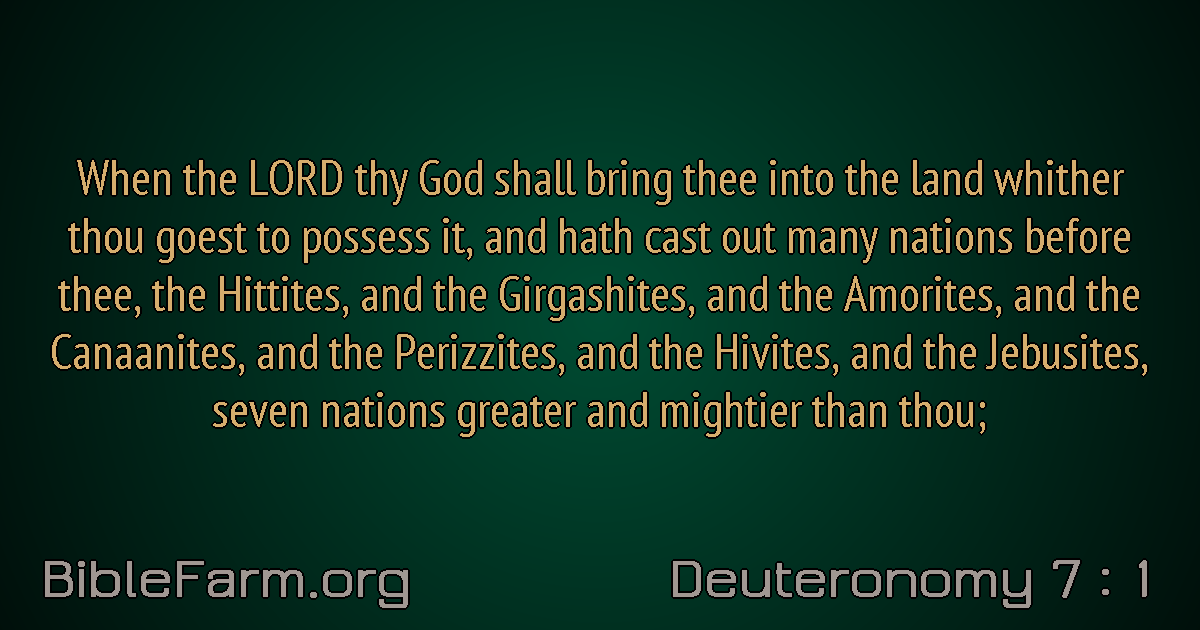 When the LORD thy God shall bring thee into the land whither
thou goest to possess it, and hath cast out many nations before
thee, the Hittites, and the Girgashites, and the Amorites, and the
Canaanites, and the Perizzites, and the Hivites, and the Jebusites,
seven nations greater and mightier than thou;
BibleFarm.org
Deuteronomy 7 : 1